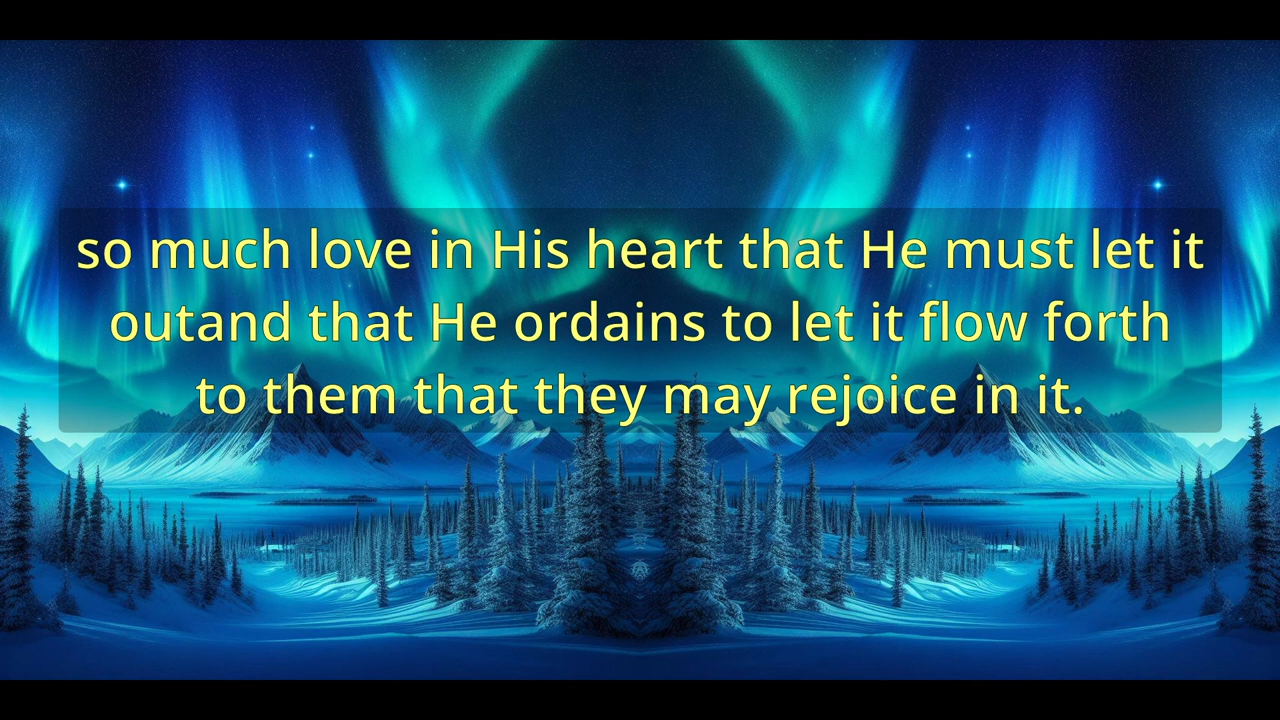 so much love in His heart that He must let it
outand that He ordains to let it flow forth
to them that they may rejoice in it.